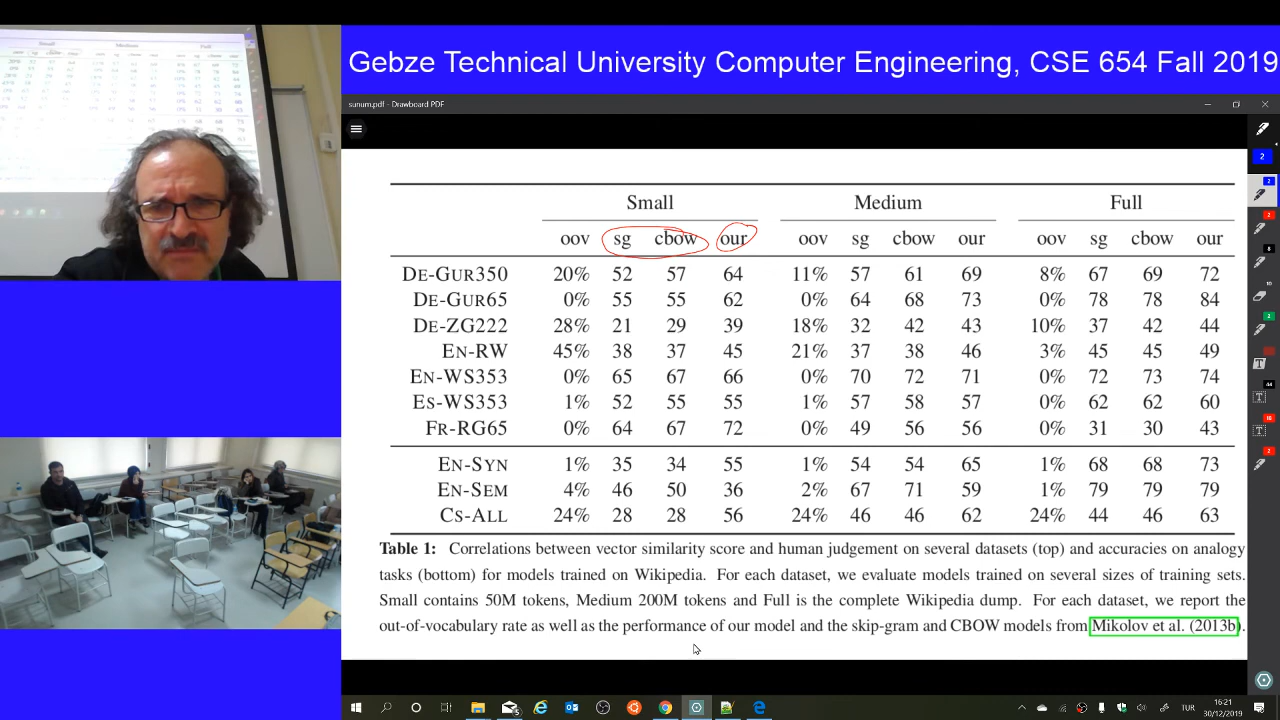 Gebze Technical University Computer Engineering, CSE 654 Fall 2019
sunum.pdf - Drawboard PDF
Small Medium Full
oov sg cbow our oov sg cbow our oov sg cbow our
DE-GUR350 20% 52 57 64 11% 57 61 69 8% 67 69 72
DE-GUR65 0% 55 55 62 0% 64 68 73 0% 78 78 84
DE-ZG222 28% 21 29 39 18% 32 42 43 10% 37 42 44
EN-RW 45% 38 37 45 21% 37 38 46 3% 45 45 49
EN-WS353 0% 65 67 66 0% 70 72 71 0% 72 73 74
ES-WS353 1% 52 55 55 1% 57 58 57 0% 62 62 60
FR-RG65 0% 64 67 72 0% 49 56 56 0% 31 30 43
EN-SYN 1% 35 34 55 1% 54 54 65 1% 68 68 73
EN-SEM 4% 46 50 36 2% 67 71 59 1% 79 79 79
CS-ALL 24% 28 28 56 24% 46 46 62 24% 44 46 63
Table 1: Correlations between vector similarity score and human judgement on several datasets (top) and accuracies on analogy
tasks (bottom) for models trained on Wikipedia. For each dataset, we evaluate models trained on several sizes of training sets.
Small contains 50M tokens, Medium 200M tokens and Full is the complete Wikipedia dump. For each dataset, we report the
out-of-vocabulary rate as well as the performance of our model and the skip-gram and CBOW models from Mikolov et al. (2013b).
TUR
16:21
30/12/2019